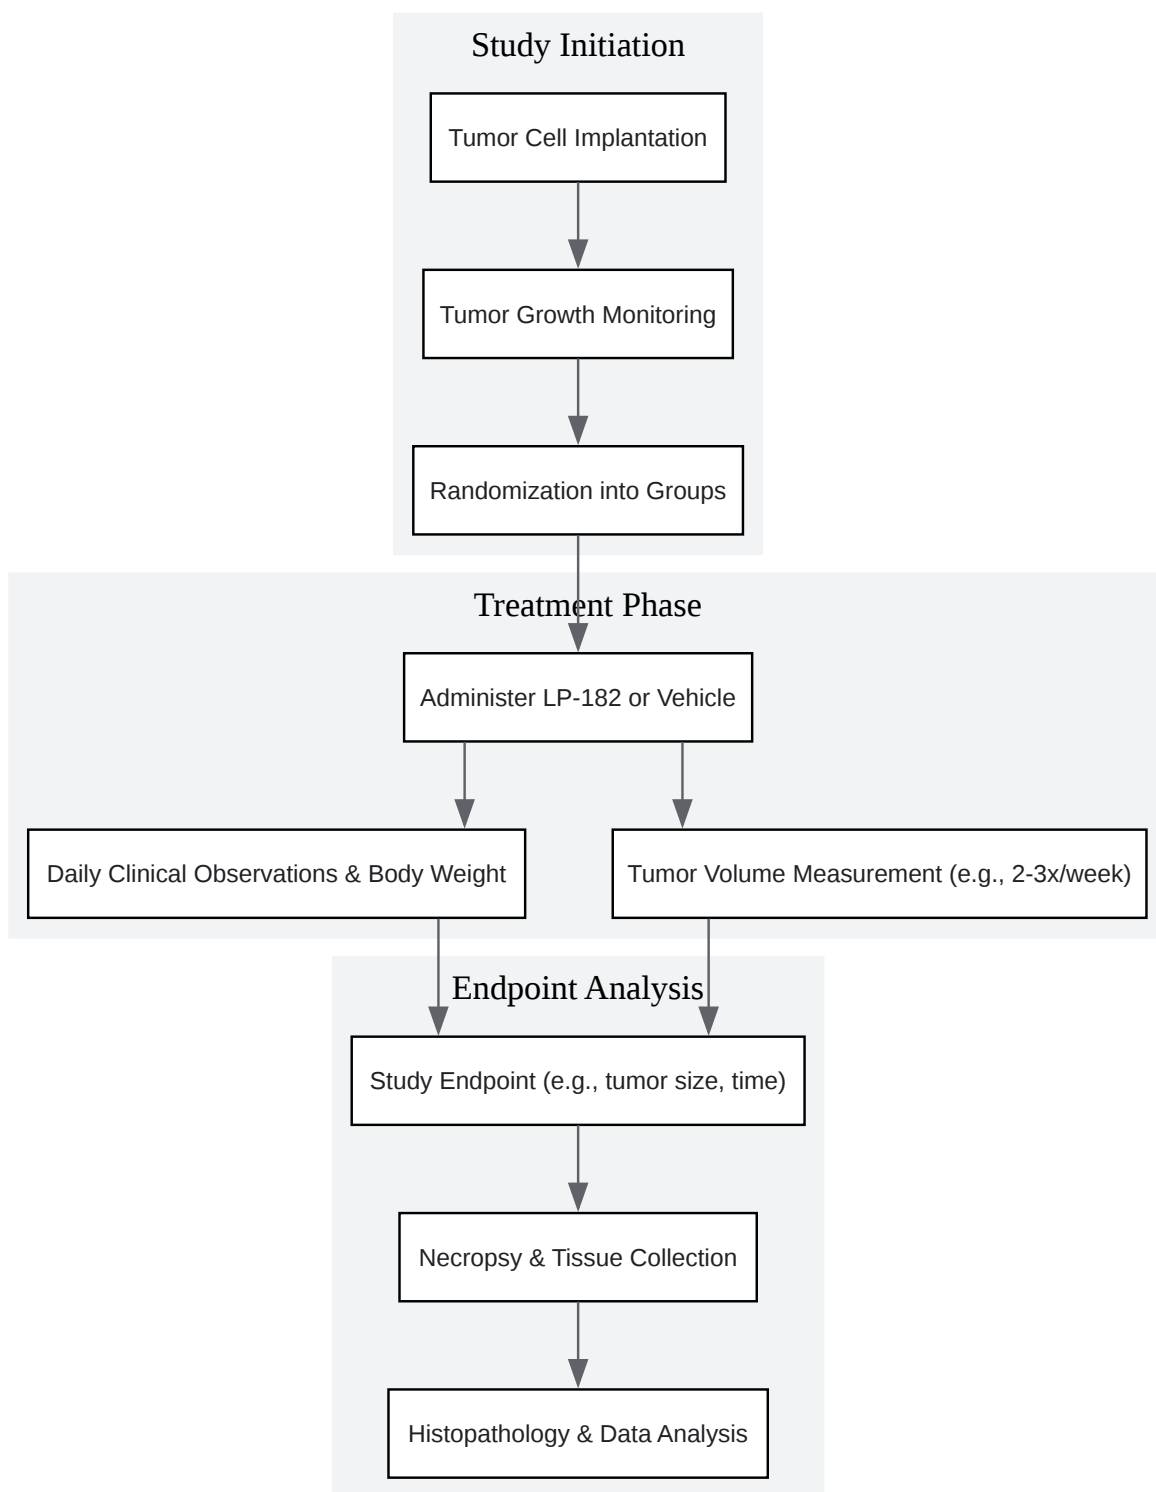 Study Initiation
Tumor Cell Implantation
Tumor Growth Monitoring
Randomization into Groups
Treatment Phase
Administer LP-182 or Vehicle
Daily Clinical Observations & Body Weight
Tumor Volume Measurement (e.g., 2-3x/week)
Endpoint Analysis
Study Endpoint (e.g., tumor size, time)
Necropsy & Tissue Collection
Histopathology & Data Analysis